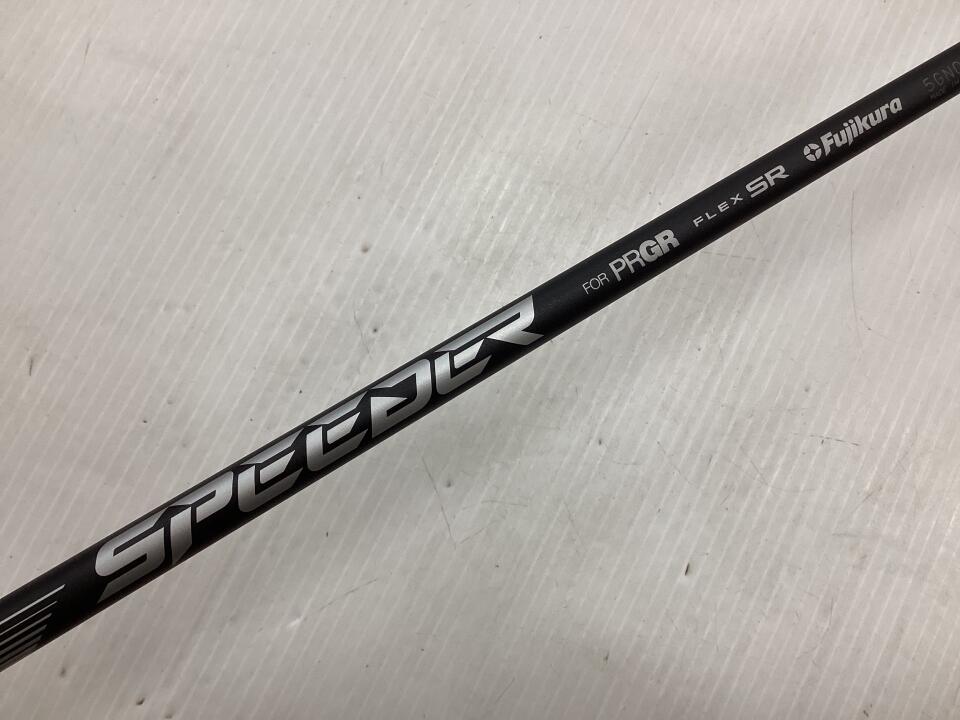 SPEEDER
FOR PRGR
FLEX SR
Fujikura